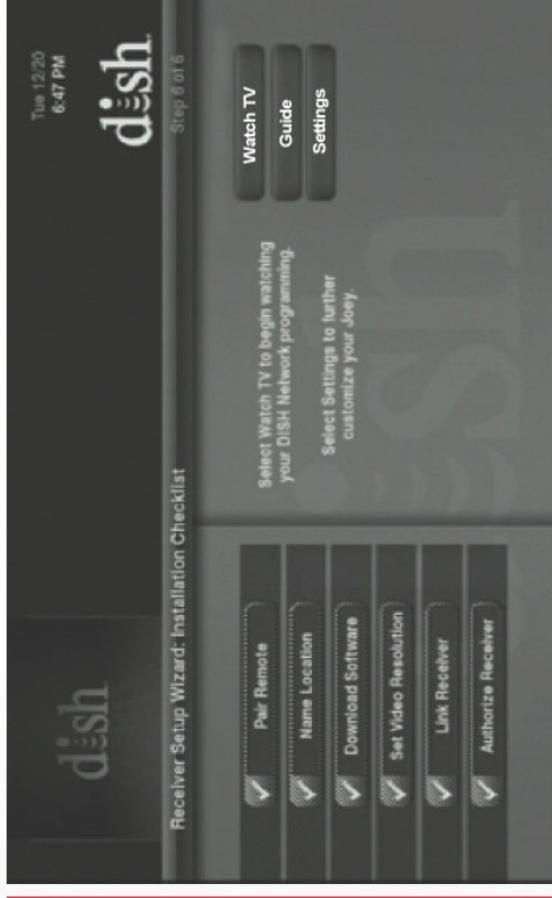 dish
Tue 12/20
6:47 PM
dish
Receiver Setup Wizard: Installation Checklist
Step 6 of 6
Pair Remote
Name Location
Download Software
Set Video Resolution
Link Receiver
Authorize Receiver
Select Watch TV to begin watching
your DISH Network programming.
Select Settings to further
customize your Joey.
Watch TV
Guide
Settings
dish